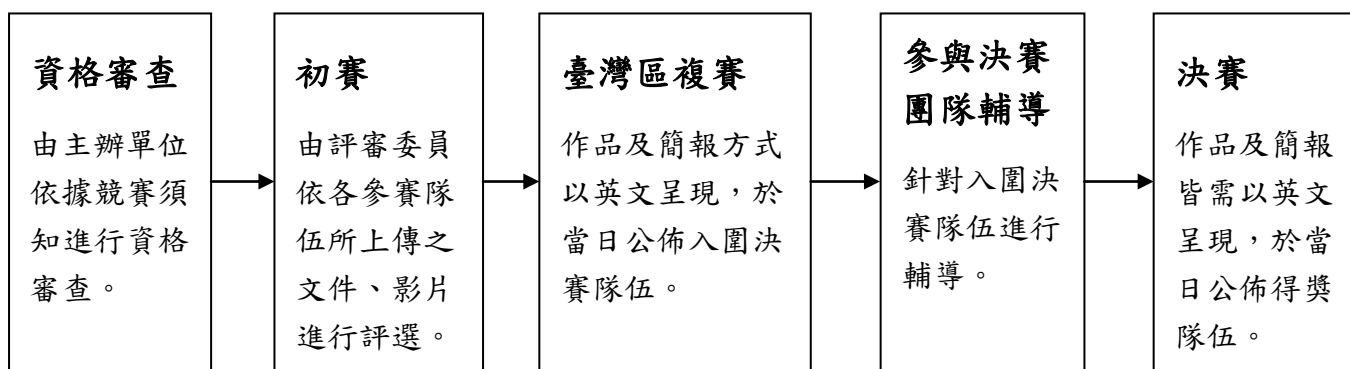 資格審查
由主辦單位
依據競賽須
知進行資格
審查。
初賽
由評審委員
依各參賽隊
伍所上傳之
文件、影片
進行評選。
臺灣區複賽
作品及簡報方式
以英文呈現，於
當日公佈入圍決
賽隊伍。
參與決賽
團隊輔導
針對入圍決
賽隊伍進行
輔導。
決賽
作品及簡報
皆需以英文
呈現，於當
日公佈得獎
隊伍。